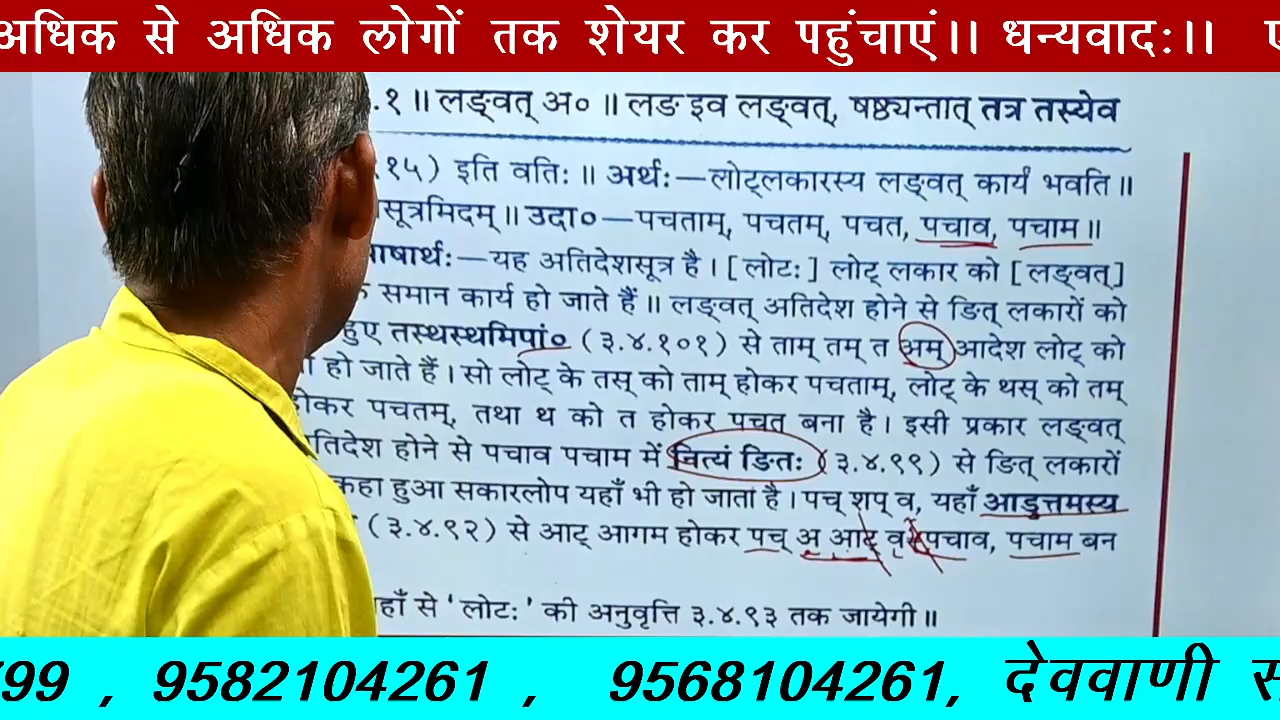 अधिक से अधिक लोगों तक शेयर कर पहुंचाएं।। धन्यवादः।।
.१ ॥ लङ्वत् अ० ॥ लङ इव लङ्वत्, षष्ठ्यन्तात् तत्र तस्येव
.१५) इति वतिः ॥ अर्थः—लोट्लकारस्य लङ्वत् कार्यं भवति ॥
सूत्रमिदम् ॥ उदा०—पचताम्, पचतम्, पचत, पचाव, पचाम ॥
भाषार्थः—यह अतिदेशसूत्र है । [लोटः] लोट् लकार को [लङ्वत्]
समान कार्य हो जाते हैं ॥ लङ्वत् अतिदेश होने से ङित् लकारों को
हुए तस्थस्थमिपां० (३.४.१०१) से ताम् तम् त अम् आदेश लोट् को
हो जाते हैं । सो लोट् के तस् को ताम् होकर पचताम्, लोट् के थस् को तम्
होकर पचतम्, तथा थ को त होकर पचत बना है । इसी प्रकार लङ्वत्
अतिदेश होने से पचाव पचाम में नित्यं ङितः (३.४.९९) से ङित् लकारों
कहा हुआ सकारलोप यहाँ भी हो जाता है । पच् शप् व, यहाँ आडुत्तमस्य
(३.४.९२) से आट् आगम होकर पच् अ आट् व पचाव, पचाम बन
हाँ से 'लोटः' की अनुवृत्ति ३.४.९३ तक जायेगी ॥
799 , 9582104261 , 9568104261, देववाणी